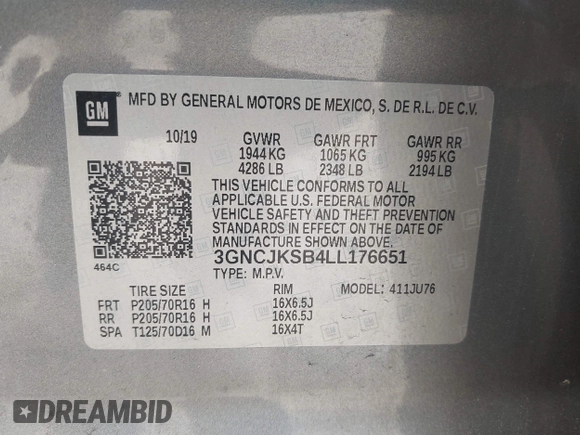 GM
MFD BY GENERAL MOTORS DE MEXICO, S. DE R.L. DE C.V.
10/19 GVWR GAWR FRT GAWR RR
1944 KG 1065 KG 995 KG
4286 LB 2348 LB 2194 LB
THIS VEHICLE CONFORMS TO ALL
APPLICABLE U.S. FEDERAL MOTOR
VEHICLE SAFETY AND THEFT PREVENTION
STANDARDS IN EFFECT ON THE DATE OF
MANUFACTURE SHOWN ABOVE.
464C 3GNCJKSB4LL176651
TYPE: M.P.V.
TIRE SIZE RIM MODEL: 411JU76
FRT P205/70R16 H 16X6.5J
RR P205/70R16 H 16X6.5J
SPA T125/70D16 M 16X4T
DREAMBID